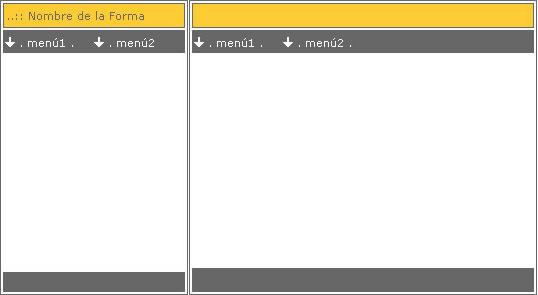 ..:: Nombre de la Forma
. menú1 . . menú2
. menú1 . . menú2 .